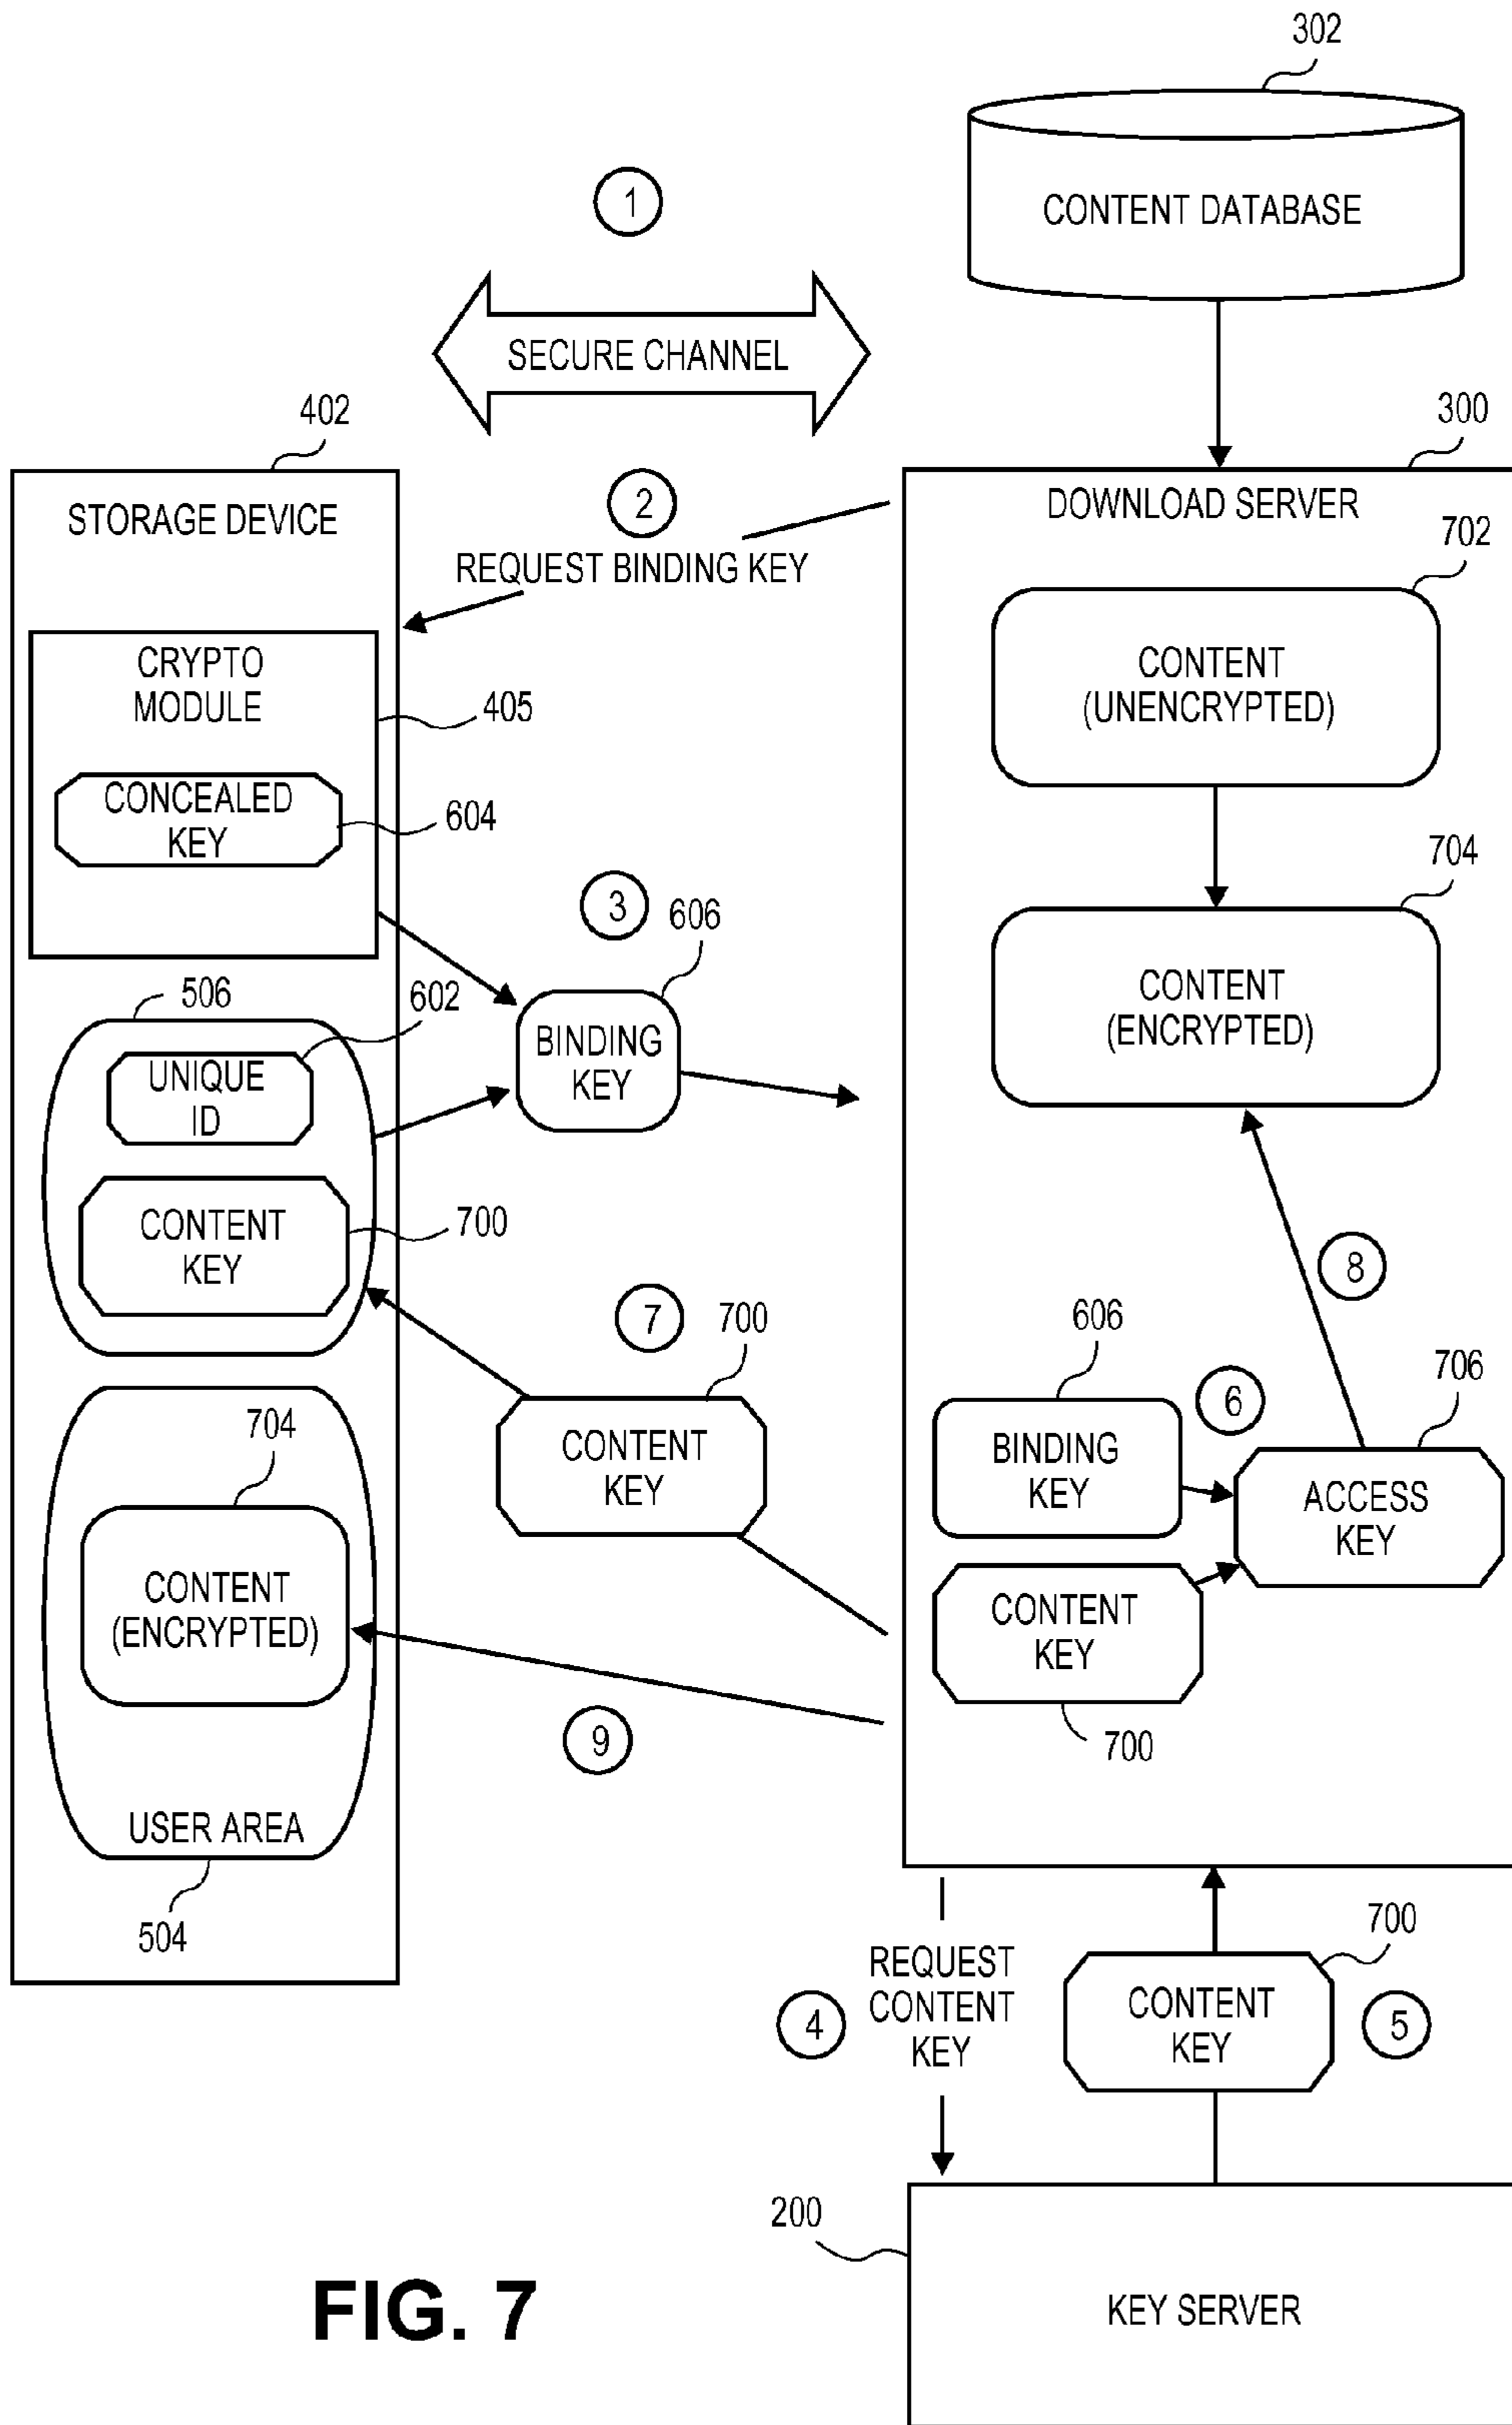 302
CONTENT DATABASE
1
SECURE CHANNEL
402
300
STORAGE DEVICE
2
REQUEST BINDING KEY
DOWNLOAD SERVER
702
CONTENT
(UNENCRYPTED)
CRYPTO
MODULE
405
CONCEALED
KEY
604
704
CONTENT
(ENCRYPTED)
3
606
BINDING
KEY
506
602
UNIQUE
ID
CONTENT
KEY
700
8
7
700
CONTENT
KEY
606
BINDING
KEY
6
706
ACCESS
KEY
CONTENT
KEY
700
704
CONTENT
(ENCRYPTED)
9
USER AREA
504
4
REQUEST
CONTENT
KEY
700
CONTENT
KEY
5
200
KEY SERVER
FIG. 7